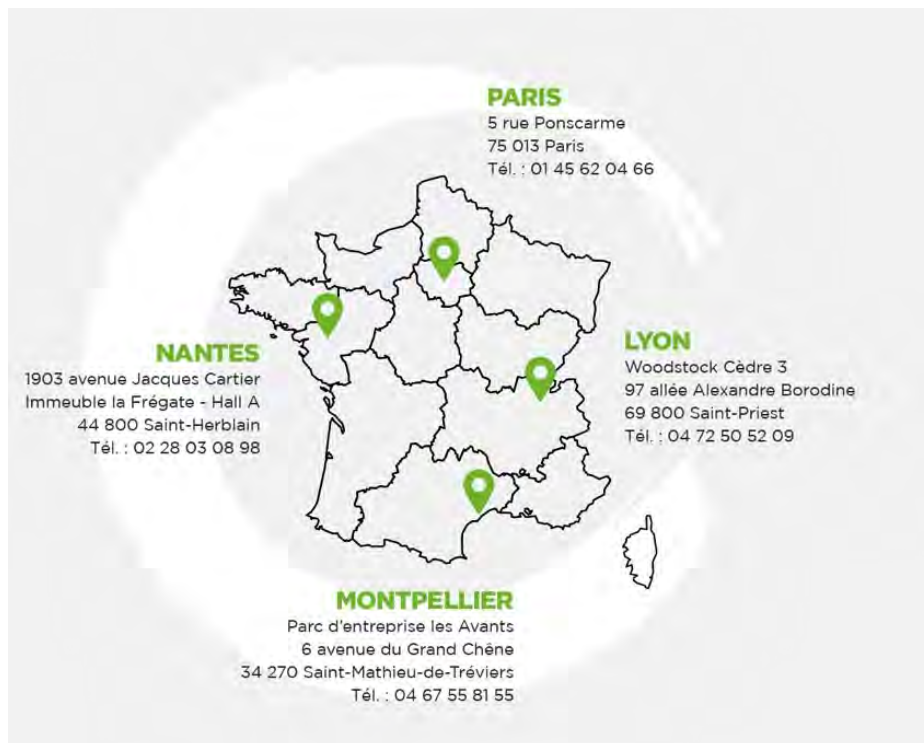 PARIS
5 rue Ponscarme
75 013 Paris
Tél. : 01 45 62 04 66
NANTES
1903 avenue Jacques Cartier
Immeuble la Frégate - Hall A
44 800 Saint-Herblain
Tél. : 02 28 03 08 98
LYON
Woodstock Cèdre 3
97 allée Alexandre Borodine
69 800 Saint-Priest
Tél. : 04 72 50 52 09
MONTPELLIER
Parc d'entreprise les Avants
6 avenue du Grand Chêne
34 270 Saint-Mathieu-de-Tréviers
Tél. : 04 67 55 81 55